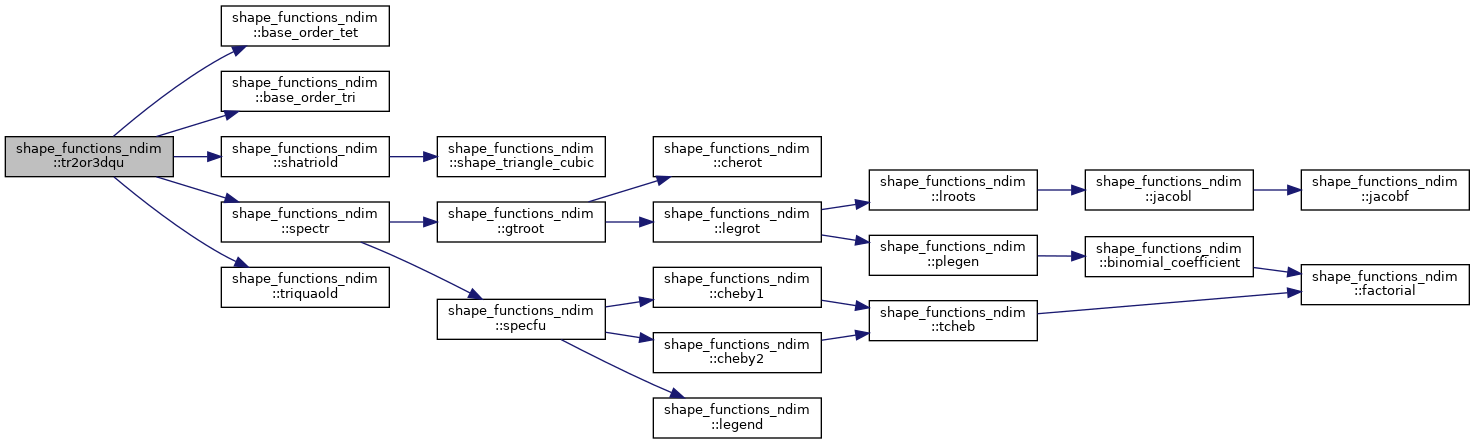 shape_functions_ndim
::tr2or3dqu
shape_functions_ndim
::base_order_tet
shape_functions_ndim
::base_order_tri
shape_functions_ndim
::shatriold
shape_functions_ndim
::spectr
shape_functions_ndim
::triquaold
shape_functions_ndim
::shape_triangle_cubic
shape_functions_ndim
::gtroot
shape_functions_ndim
::specfu
shape_functions_ndim
::cherot
shape_functions_ndim
::legrot
shape_functions_ndim
::cheby1
shape_functions_ndim
::cheby2
shape_functions_ndim
::legend
shape_functions_ndim
::lroots
shape_functions_ndim
::plegen
shape_functions_ndim
::tcheb
shape_functions_ndim
::jacobl
shape_functions_ndim
::binomial_coefficient
shape_functions_ndim
::jacobf
shape_functions_ndim
::factorial